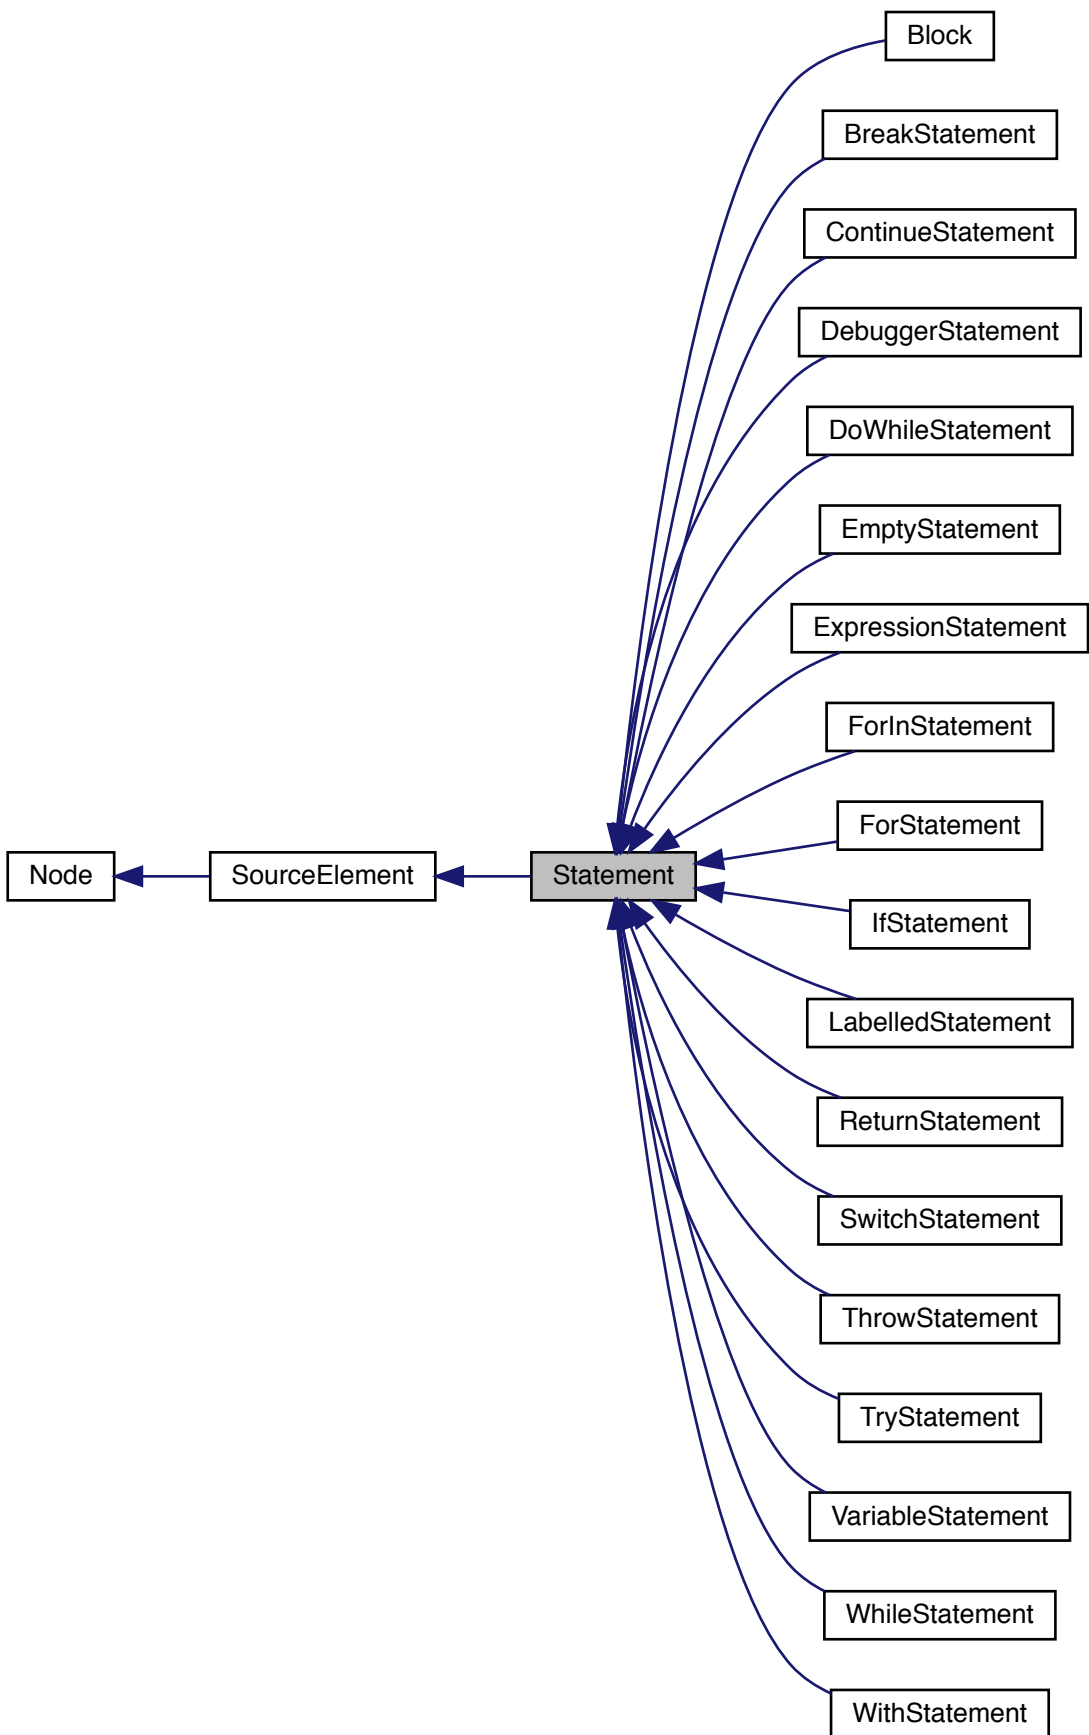 Block
BreakStatement
ContinueStatement
DebuggerStatement
DoWhileStatement
EmptyStatement
ExpressionStatement
ForInStatement
ForStatement
Node
SourceElement
Statement
IfStatement
LabelledStatement
ReturnStatement
SwitchStatement
ThrowStatement
TryStatement
VariableStatement
WhileStatement
WithStatement